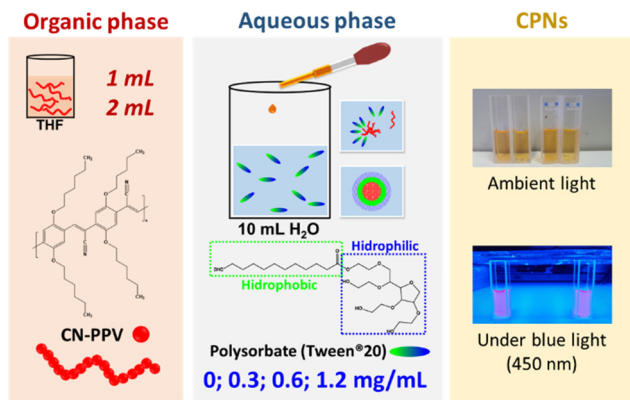 Organic phase
Aqueous phase
CPNs
1 mL
2 mL
THF
CN-PPV
10 mL H₂O
Hidrophilic
Hidrophobic
Polysorbate (Tween®20)
0; 0.3; 0.6; 1.2 mg/mL
Ambient light
Under blue light
(450 nm)